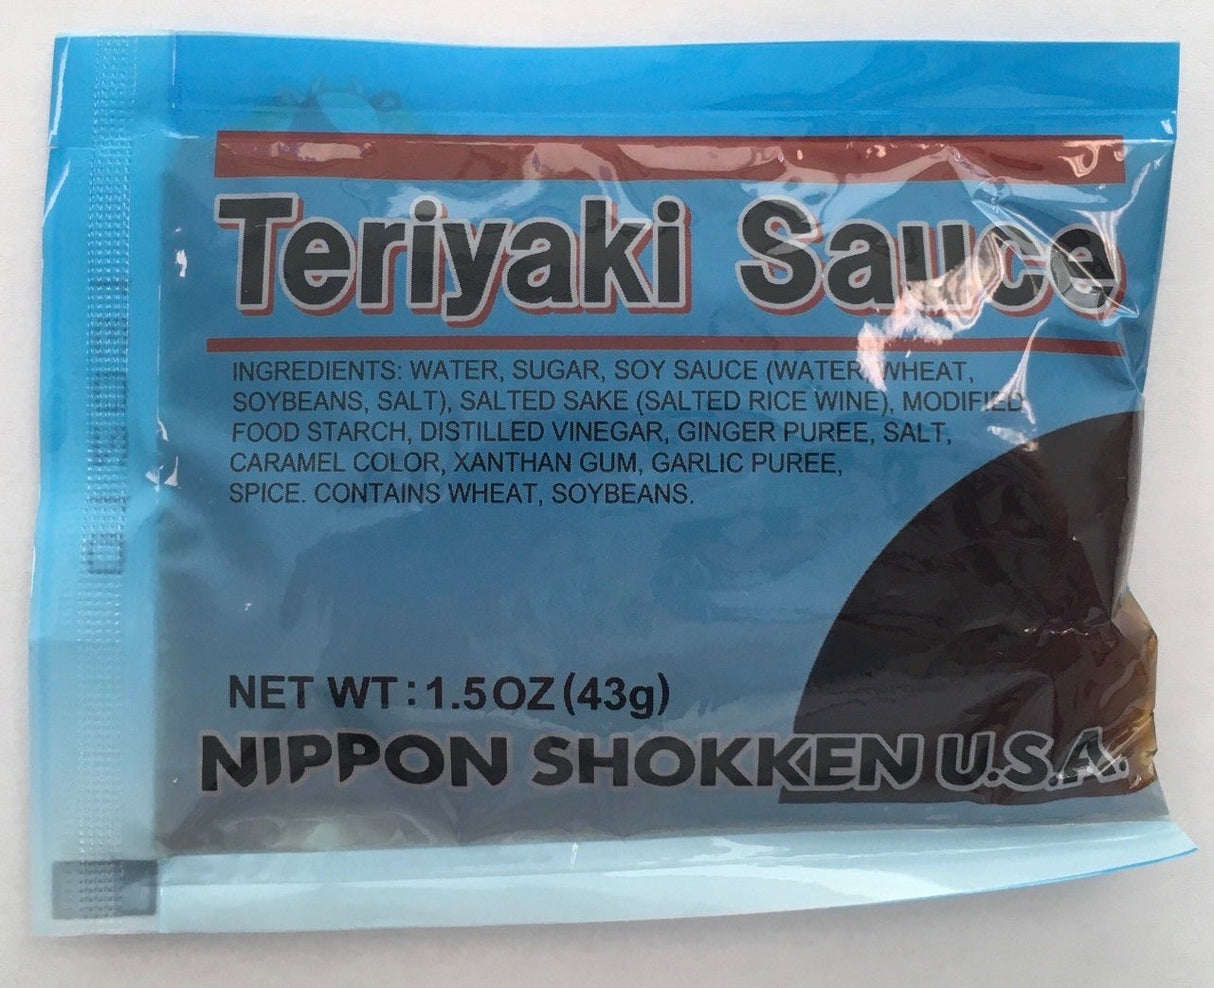 Teriyaki Sauce
INGREDIENTS: WATER, SUGAR, SOY SAUCE (WATER, WHEAT,
SOYBEANS, SALT), SALTED SAKE (SALTED RICE WINE), MODIFIED
FOOD STARCH, DISTILLED VINEGAR, GINGER PUREE, SALT,
CARAMEL COLOR, XANTHAN GUM, GARLIC PUREE,
SPICE. CONTAINS WHEAT, SOYBEANS.
NET WT:1.5OZ(43g)
NIPPON SHOKKEN U.S.A.